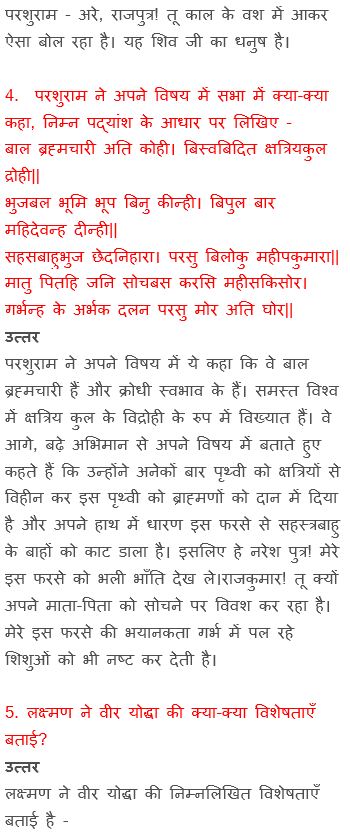 परशुराम - अरे, राजपुत्र! तू काल के वश में आकर
ऐसा बोल रहा है। यह शिव जी का धनुष है।
4. परशुराम ने अपने विषय में सभा में क्या-क्या
कहा, निम्न पद्यांश के आधार पर लिखिए -
बाल ब्रह्मचारी अति कोही। बिस्वबिदित क्षत्रियकुल
द्रोही||
भुजबल भूमि भूप बिनु कीन्ही। बिपुल बार
महिदेवन्ह दीन्ही||
सहसबाहुभुज छेदनिहारा। परसु बिलोकु महीपकुमारा||
मातु पितहि जनि सोचबस करसि महीसकिसोर।
गर्भन्ह के अर्भक दलन परसु मोर अति घोर||
उत्तर
परशुराम ने अपने विषय में ये कहा कि वे बाल
ब्रह्मचारी हैं और क्रोधी स्वभाव के हैं। समस्त विश्व
में क्षत्रिय कुल के विद्रोही के रुप में विख्यात हैं। वे
आगे, बढ़े अभिमान से अपने विषय में बताते हुए
कहते हैं कि उन्होंने अनेकों बार पृथ्वी को क्षत्रियों से
विहीन कर इस पृथ्वी को ब्राह्मणों को दान में दिया
है और अपने हाथ में धारण इस फरसे से सहस्त्रबाहु
के बाहों को काट डाला है। इसलिए हे नरेश पुत्र! मेरे
इस फरसे को भली भाँति देख ले।राजकुमार! तू क्यों
अपने माता-पिता को सोचने पर विवश कर रहा है।
मेरे इस फरसे की भयानकता गर्भ में पल रहे
शिशुओं को भी नष्ट कर देती है।
5. लक्ष्मण ने वीर योद्धा की क्या-क्या विशेषताएँ
बताई?
उत्तर
लक्ष्मण ने वीर योद्धा की निम्नलिखित विशेषताएँ
बताई है -